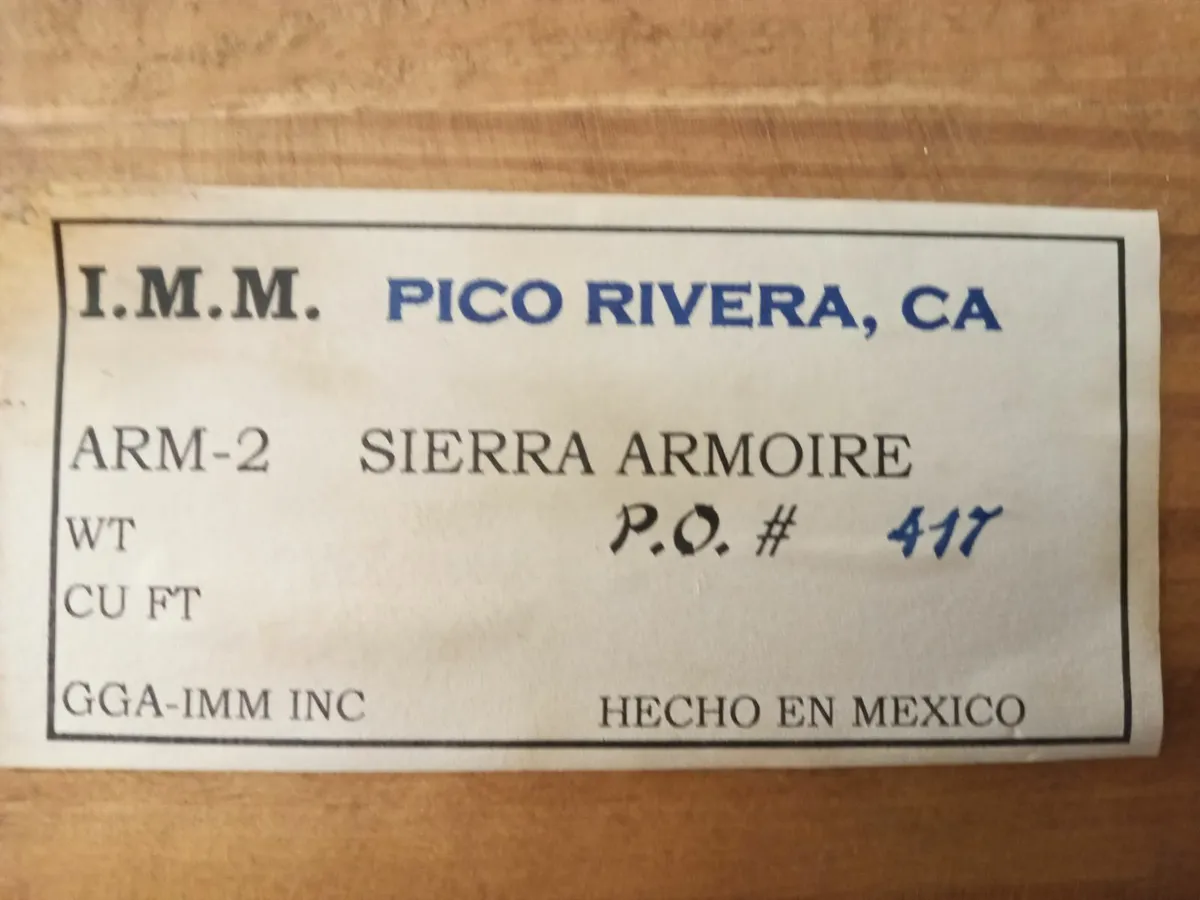 I.M.M. PICO RIVERA, CA
ARM-2 SIERRA ARMOIRE
WT P.O. # 417
CU FT
GGA-IMM INC HECHO EN MEXICO